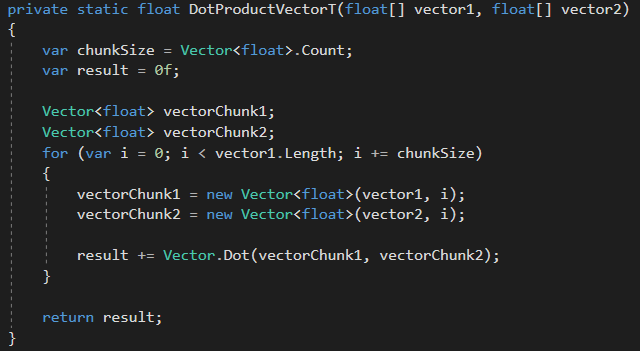 private static float DotProductVectorT(float[] vector1, float[] vector2)
{
    var chunkSize = Vector<float>.Count;
    var result = 0f;

    Vector<float> vectorChunk1;
    Vector<float> vectorChunk2;
    for (var i = 0; i < vector1.Length; i += chunkSize)
    {
        vectorChunk1 = new Vector<float>(vector1, i);
        vectorChunk2 = new Vector<float>(vector2, i);

        result += Vector.Dot(vectorChunk1, vectorChunk2);
    }

    return result;
}